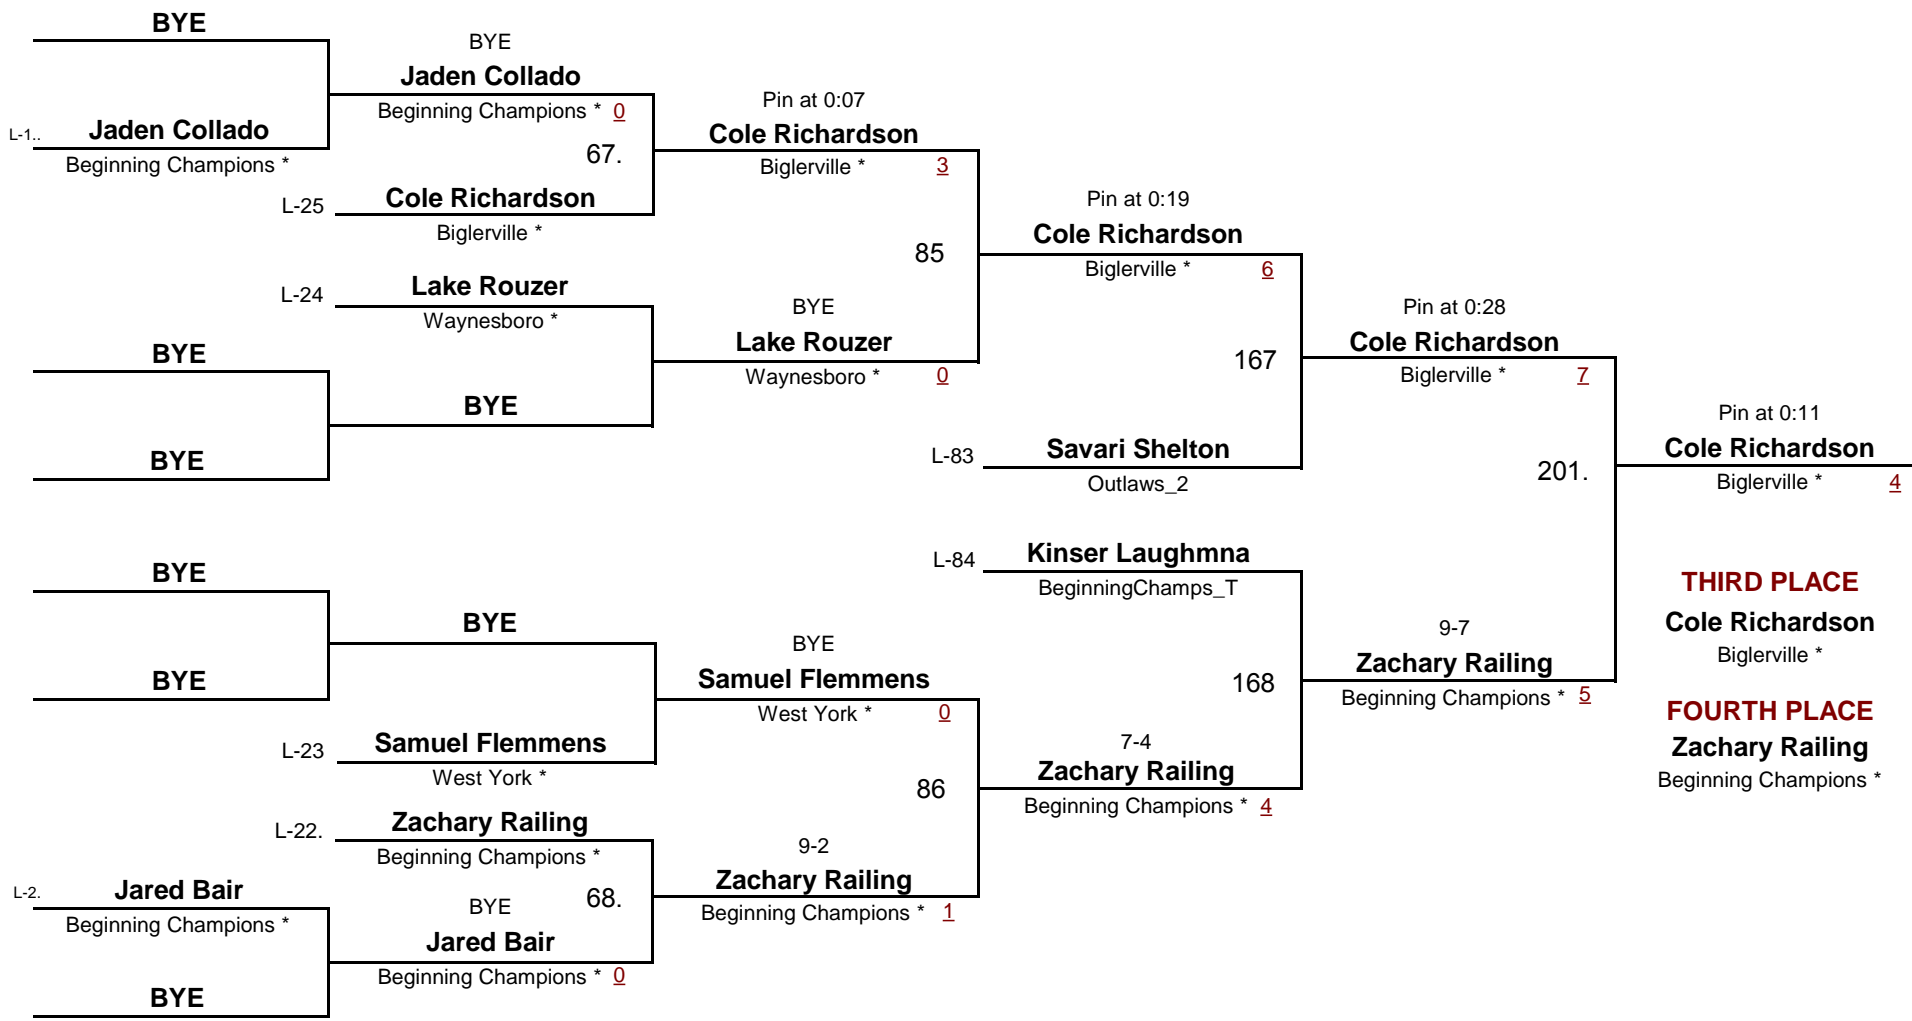 BYE
L-1.. Jaden Collado
Beginning Champions *
BYE
Jaden Collado
Beginning Champions * 0
67.
L-25 Cole Richardson
Biglerville *
Pin at 0:07
Cole Richardson
Biglerville * 3
L-24 Lake Rouzer
Waynesboro *
BYE
BYE
BYE
BYE
Lake Rouzer
Waynesboro * 0
85
Pin at 0:19
Cole Richardson
Biglerville * 6
167
L-83 Savari Shelton
Outlaws_2
Pin at 0:28
Cole Richardson
Biglerville * 7
201.
Pin at 0:11
Cole Richardson
Biglerville * 4
BYE
BYE
BYE
L-23 Samuel Flemmens
West York *
BYE
Samuel Flemmens
West York * 0
86
L-22. Zachary Railing
Beginning Champions *
68.
L-2. Jared Bair
Beginning Champions *
BYE
BYE
Jared Bair
Beginning Champions * 0
9-2
Zachary Railing
Beginning Champions * 1
L-84 Kinser Laughmna
BeginningChamps_T
168
7-4
Zachary Railing
Beginning Champions * 4
9-7
Zachary Railing
Beginning Champions * 5
THIRD PLACE
Cole Richardson
Biglerville *
FOURTH PLACE
Zachary Railing
Beginning Champions *